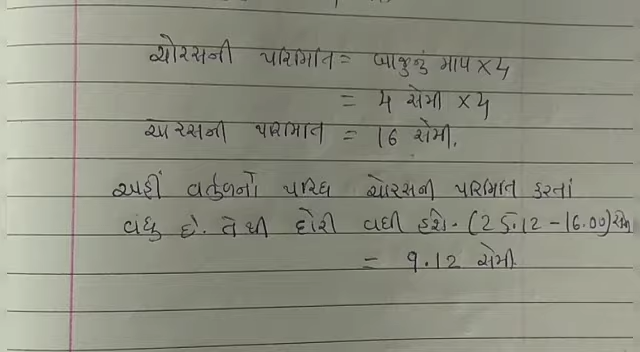 ચોરસની પરિમિતિ = બાજુનું માપ × 4
= 4 સેમી × 4
ચોરસની પરિમિતિ = 16 સેમી.
અહીં વર્તુળનો પરિઘ ચોરસની પરિમિતિ કરતાં
વધુ છે. તેથી દોરી વધી હશે. (25.12 – 16.00) સેમી
= 9.12 સેમી.